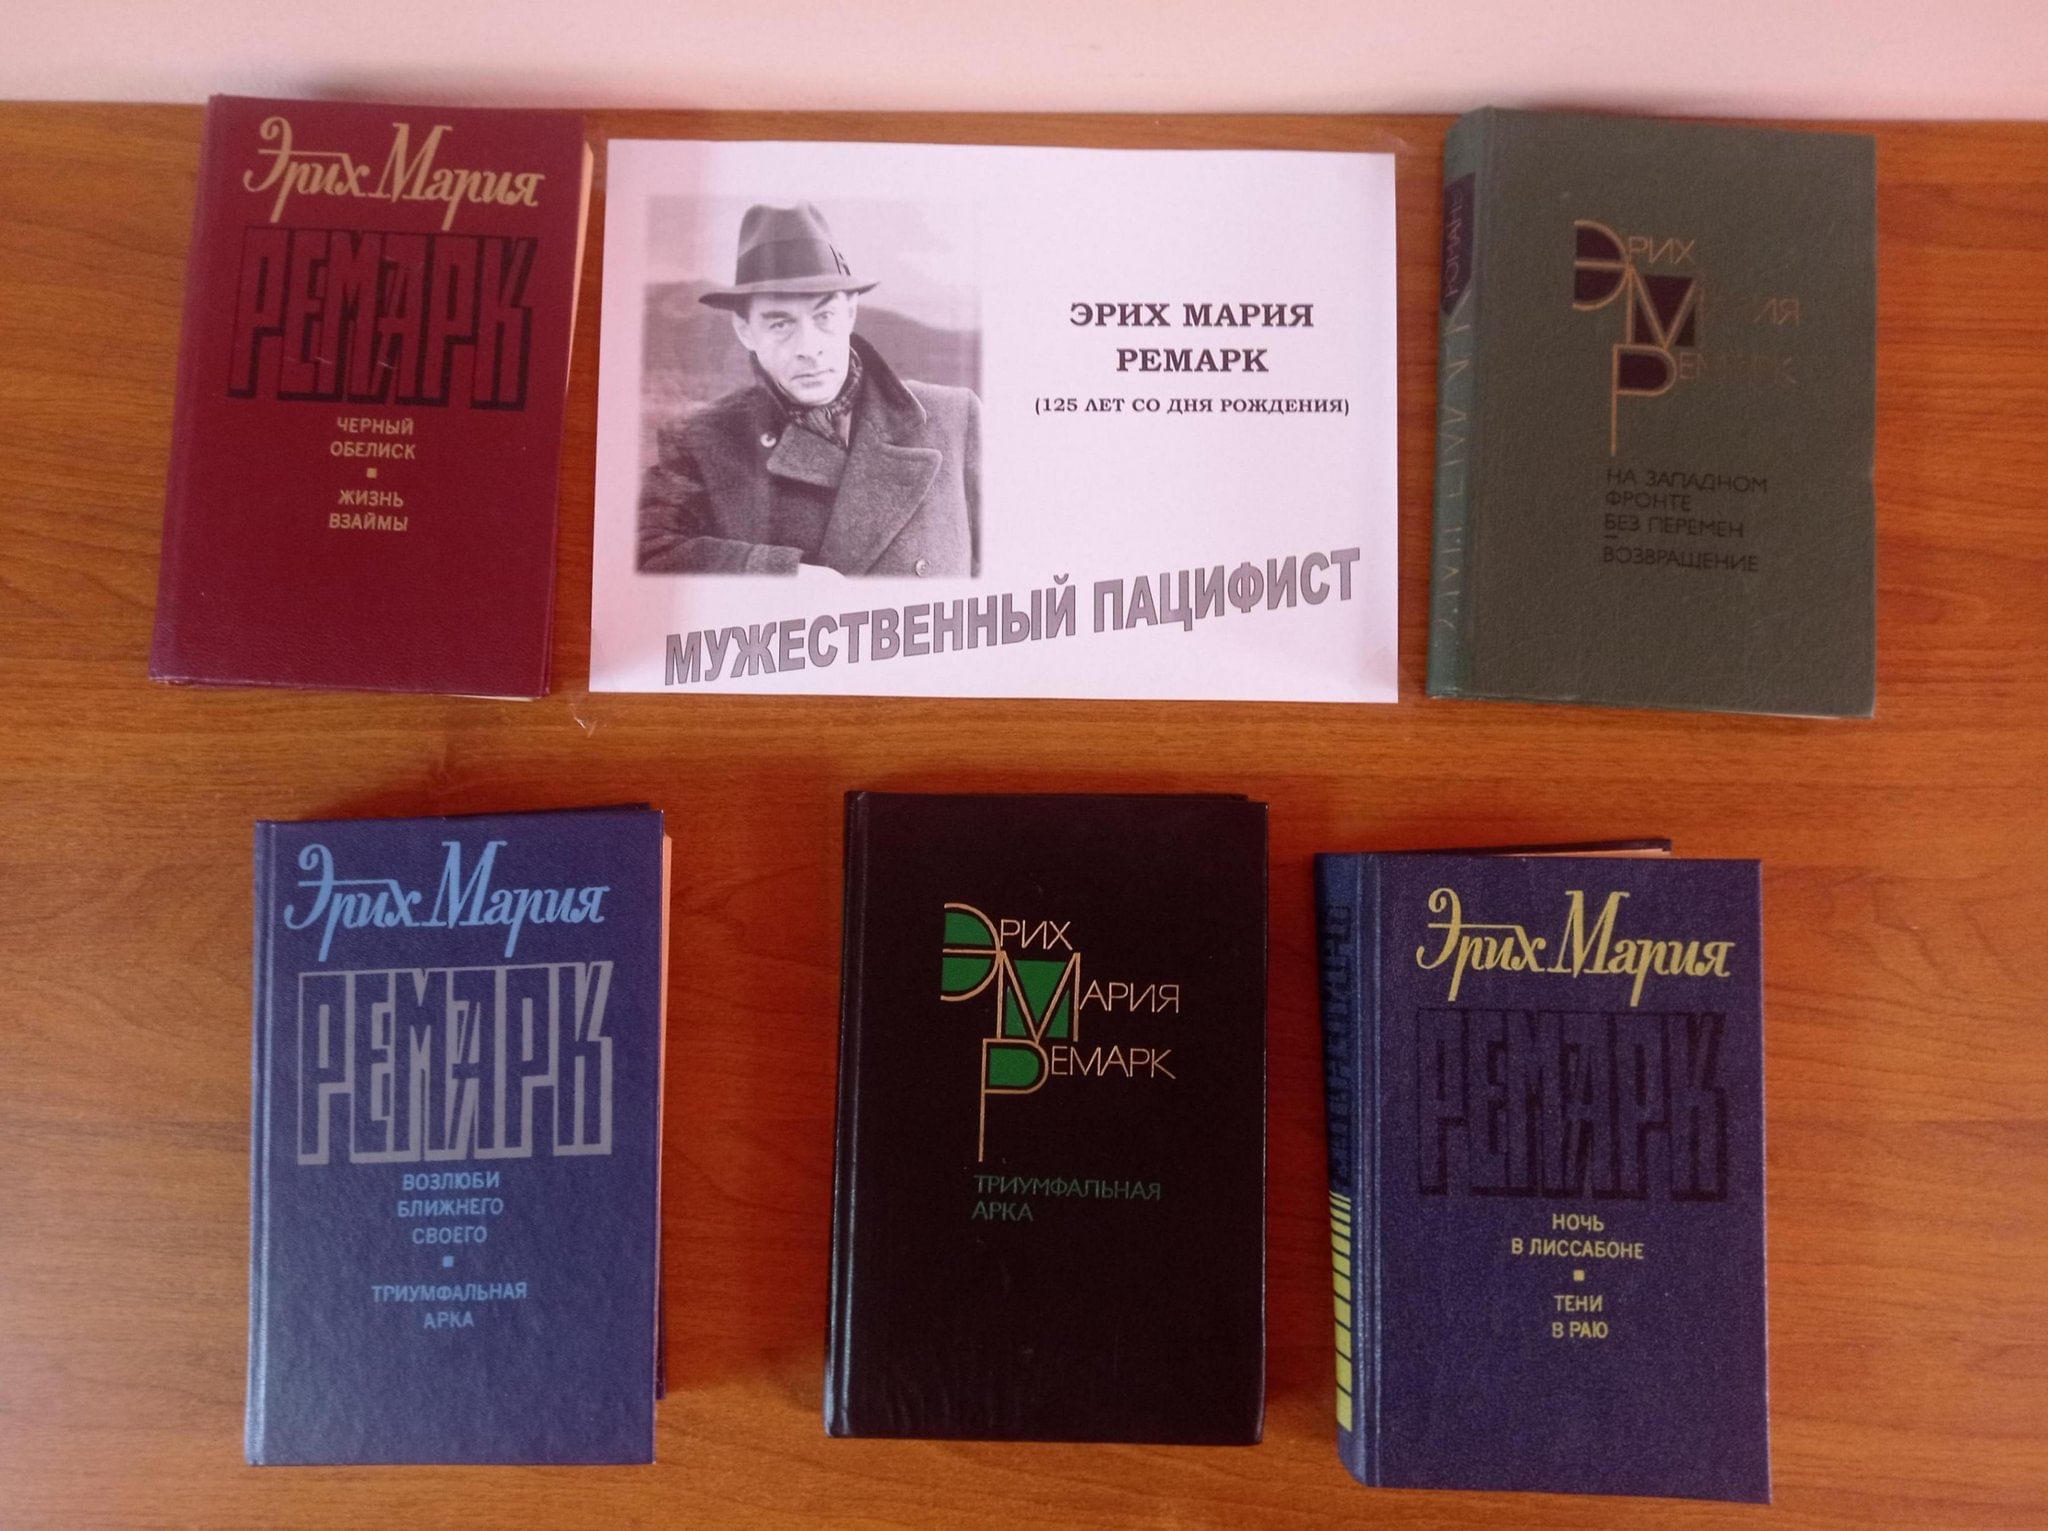 Эрих Мария
РЕМАРК
ЧЕРНЫЙ
ОБЕЛИСК
ЖИЗНЬ
ВЗАЙМЫ
ЭРИХ МАРИЯ
РЕМАРК
(125 ЛЕТ СО ДНЯ РОЖДЕНИЯ)
МУЖЕСТВЕННЫЙ ПАЦИФИСТ
ЭРИХ
РЕМАРК
НА ЗАПАДНОМ
ФРОНТЕ
БЕЗ ПЕРЕМЕН
ВОЗВРАЩЕНИЕ
Эрих Мария
РЕМАРК
ВОЗЛЮБИ
БЛИЖНЕГО
СВОЕГО
ТРИУМФАЛЬНАЯ
АРКА
ЭРИХ
МАРИЯ
РЕМАРК
ТРИУМФАЛЬНАЯ
АРКА
Эрих Мария
РЕМАРК
НОЧЬ
В ЛИССАБОНЕ
ТЕНИ
В РАЮ